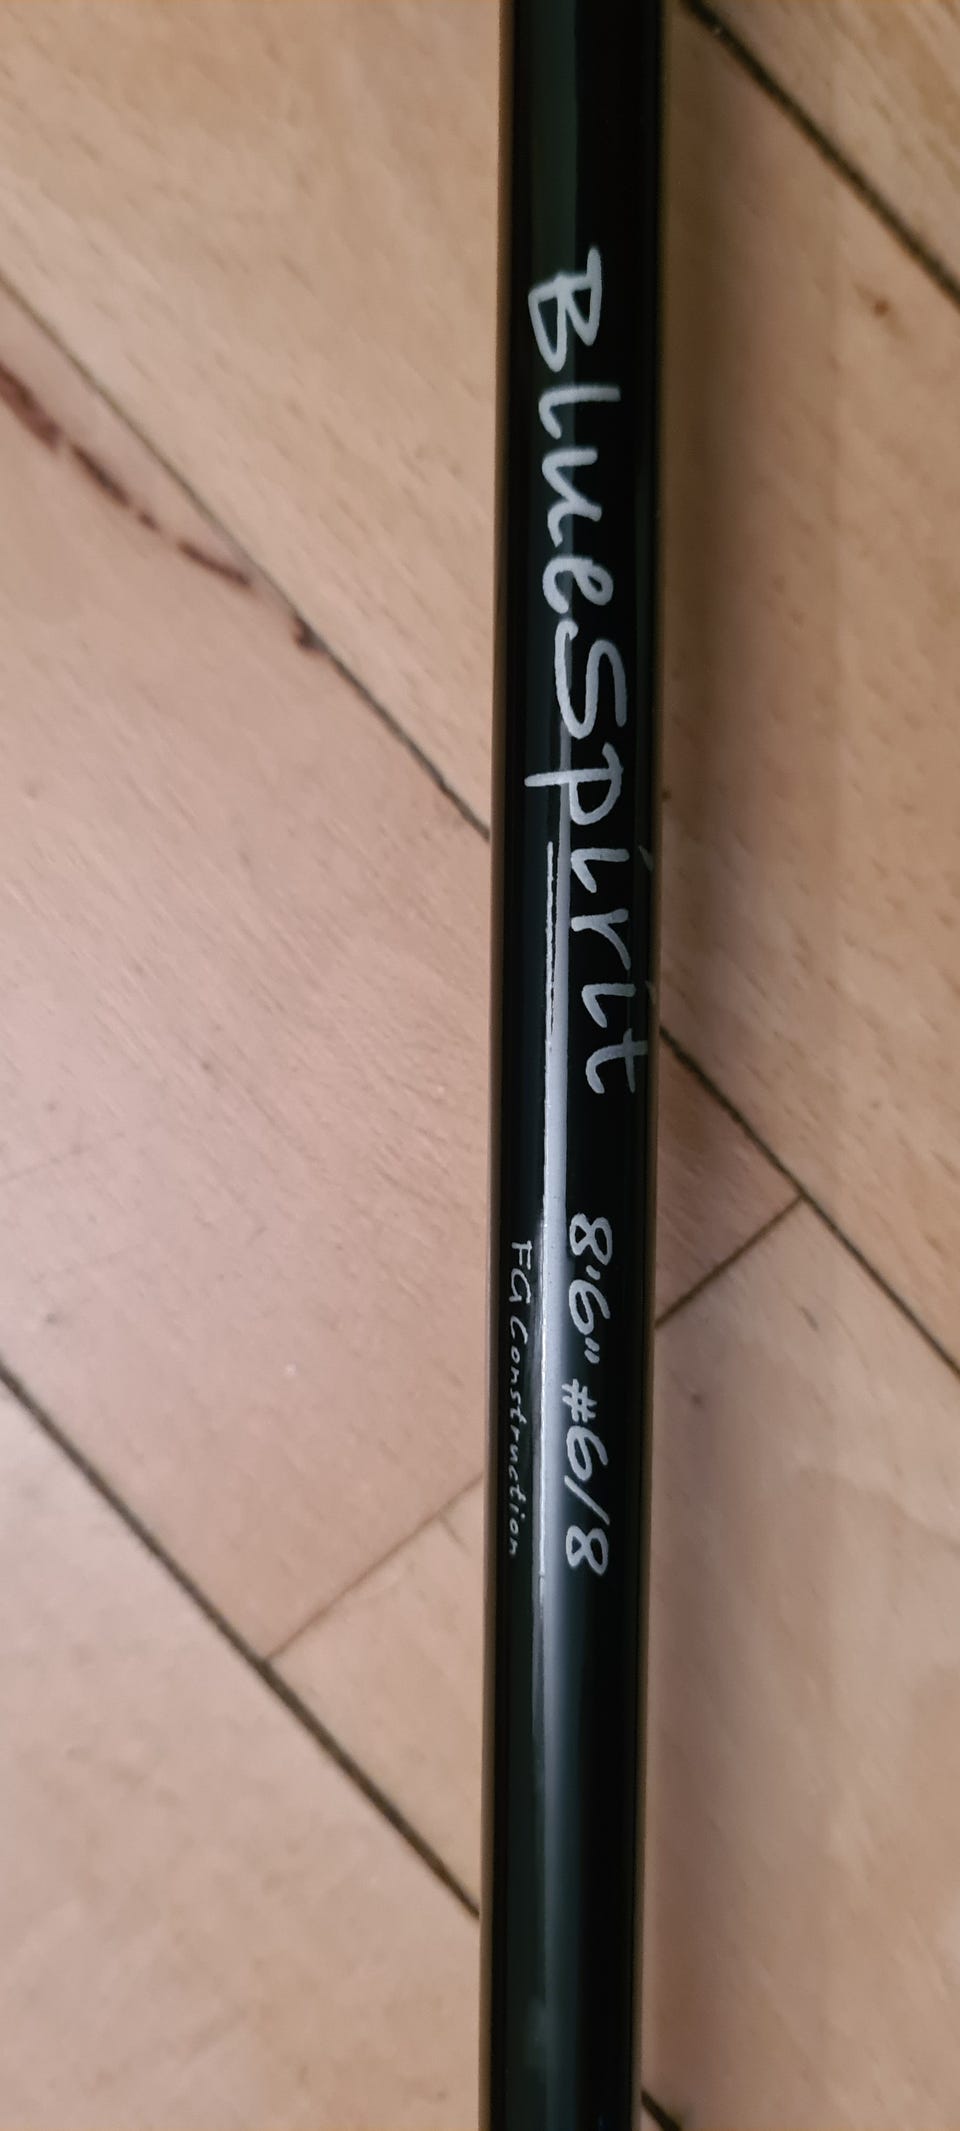 BlueSpirit 8'6" #6/8
FG Construction